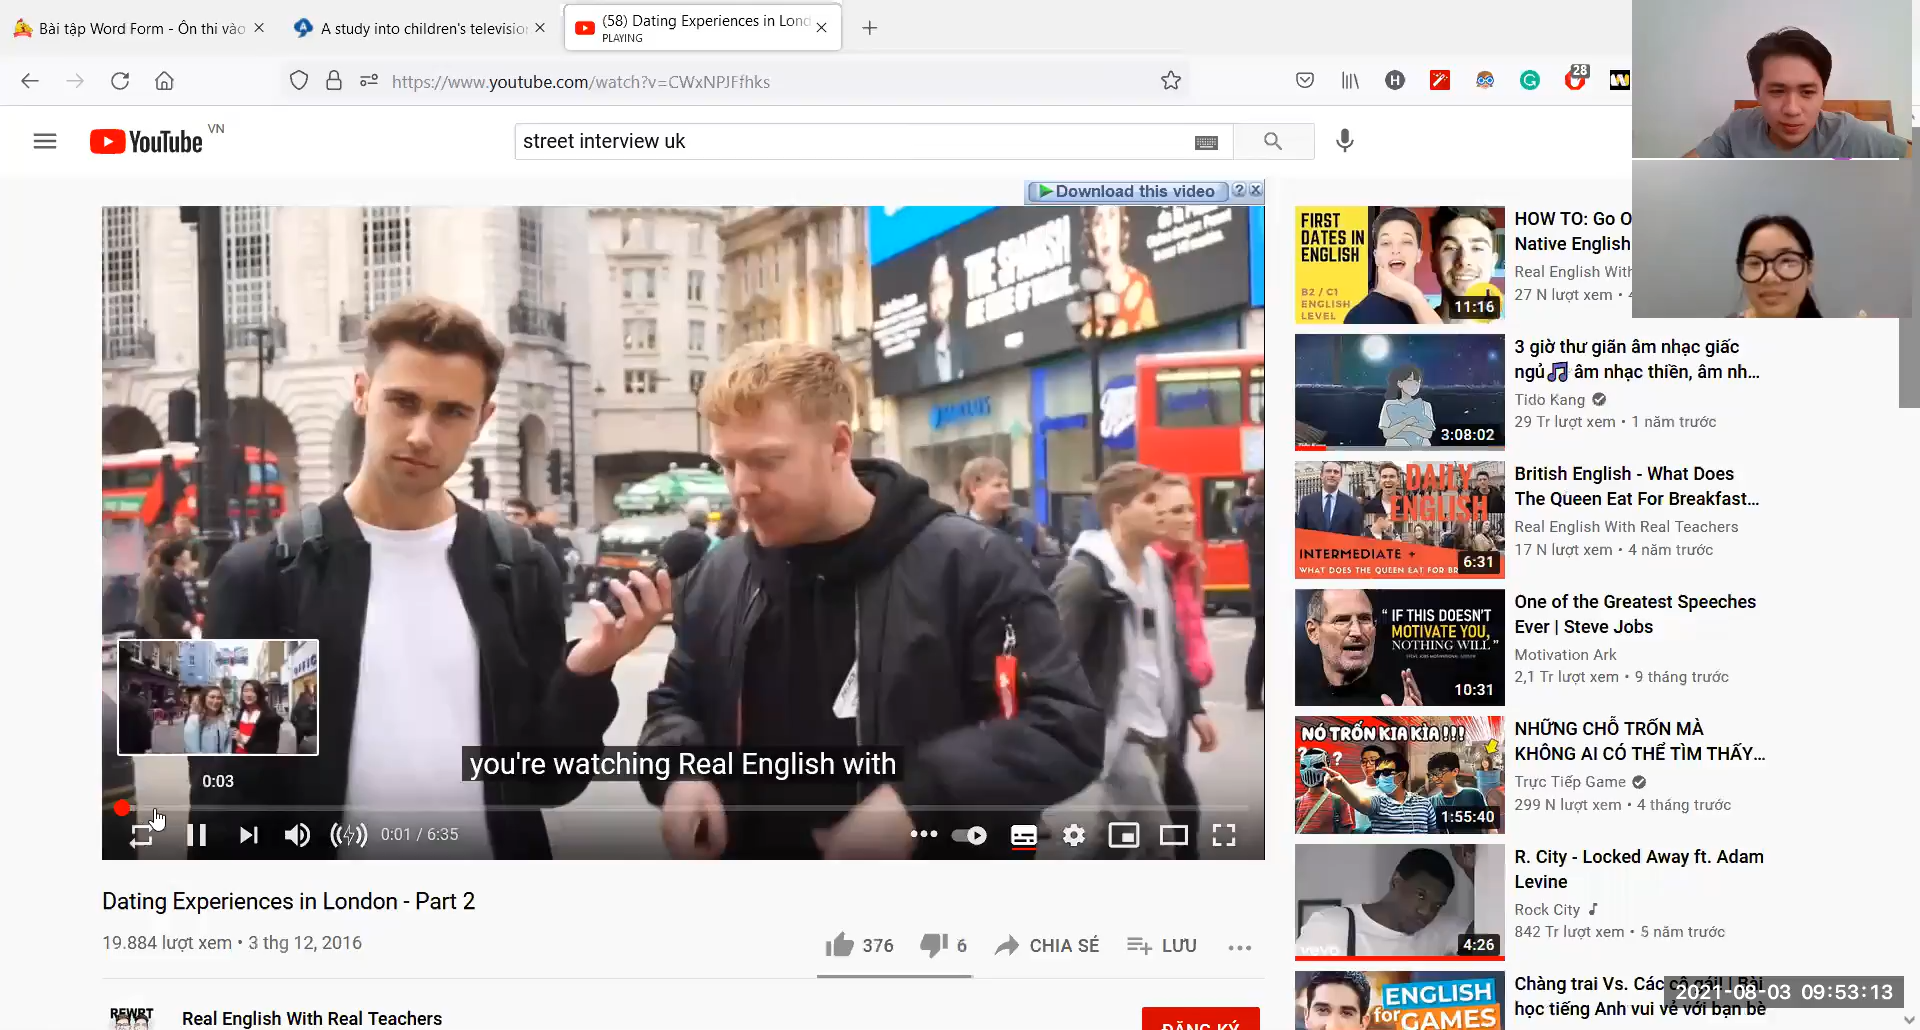 Bài tập Word Form - Ôn thi vào
A study into children's televisio
(58) Dating Experiences in Lond
PLAYING
https://www.youtube.com/watch?v=CWxNPJFfhks
28
YouTube VN
street interview uk
Download this video
?
THE SPANISH
BARCLAYS
you're watching Real English with
0:03
0:01 / 6:35
Dating Experiences in London - Part 2
19.884 lượt xem • 3 thg 12, 2016
376
6
CHIA SẺ
LƯU
REWRT
Real English With Real Teachers
ĐĂNG KÝ
FIRST
DATES IN
ENGLISH
B2 / C1
ENGLISH
LEVEL
11:16
HOW TO: Go O
Native English
Real English With
27 N lượt xem •
3:08:02
3 giờ thư giãn âm nhạc giấc
ngủ🎵 âm nhạc thiền, âm nh...
Tido Kang
29 Tr lượt xem • 1 năm trước
DAILY
ENGLISH
INTERMEDIATE +
WHAT DOES THE QUEEN EAT FOR BR
6:31
British English - What Does
The Queen Eat For Breakfast...
Real English With Real Teachers
17 N lượt xem • 4 năm trước
" IF THIS DOESN'T
MOTIVATE YOU,
NOTHING WILL "
10:31
One of the Greatest Speeches
Ever | Steve Jobs
Motivation Ark
2,1 Tr lượt xem • 9 tháng trước
NÓ TRỐN KIA KÌA!!!
? ?
1:55:40
NHỮNG CHỖ TRỐN MÀ
KHÔNG AI CÓ THỂ TÌM THẤY...
Trực Tiếp Game
299 N lượt xem • 4 tháng trước
vevo
4:26
R. City - Locked Away ft. Adam
Levine
Rock City
842 Tr lượt xem • 5 năm trước
ENGLISH
for GAMES
Chàng trai Vs. Các cô gái! | Bài
học tiếng Anh vui vẻ với bạn bè
2021-08-03 09:53:13